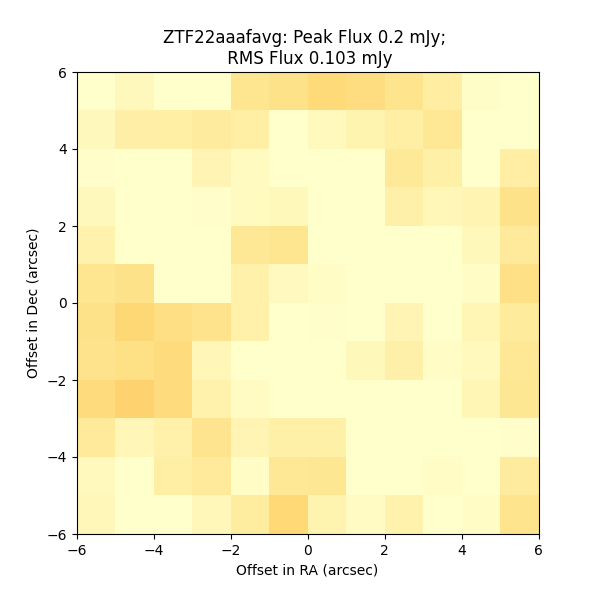 ZTF22aaafavg: Peak Flux 0.2 mJy;
RMS Flux 0.103 mJy
6
4
2
0
−2
−4
−6
Offset in Dec (arcsec)
−6 −4 −2 0 2 4 6
Offset in RA (arcsec)